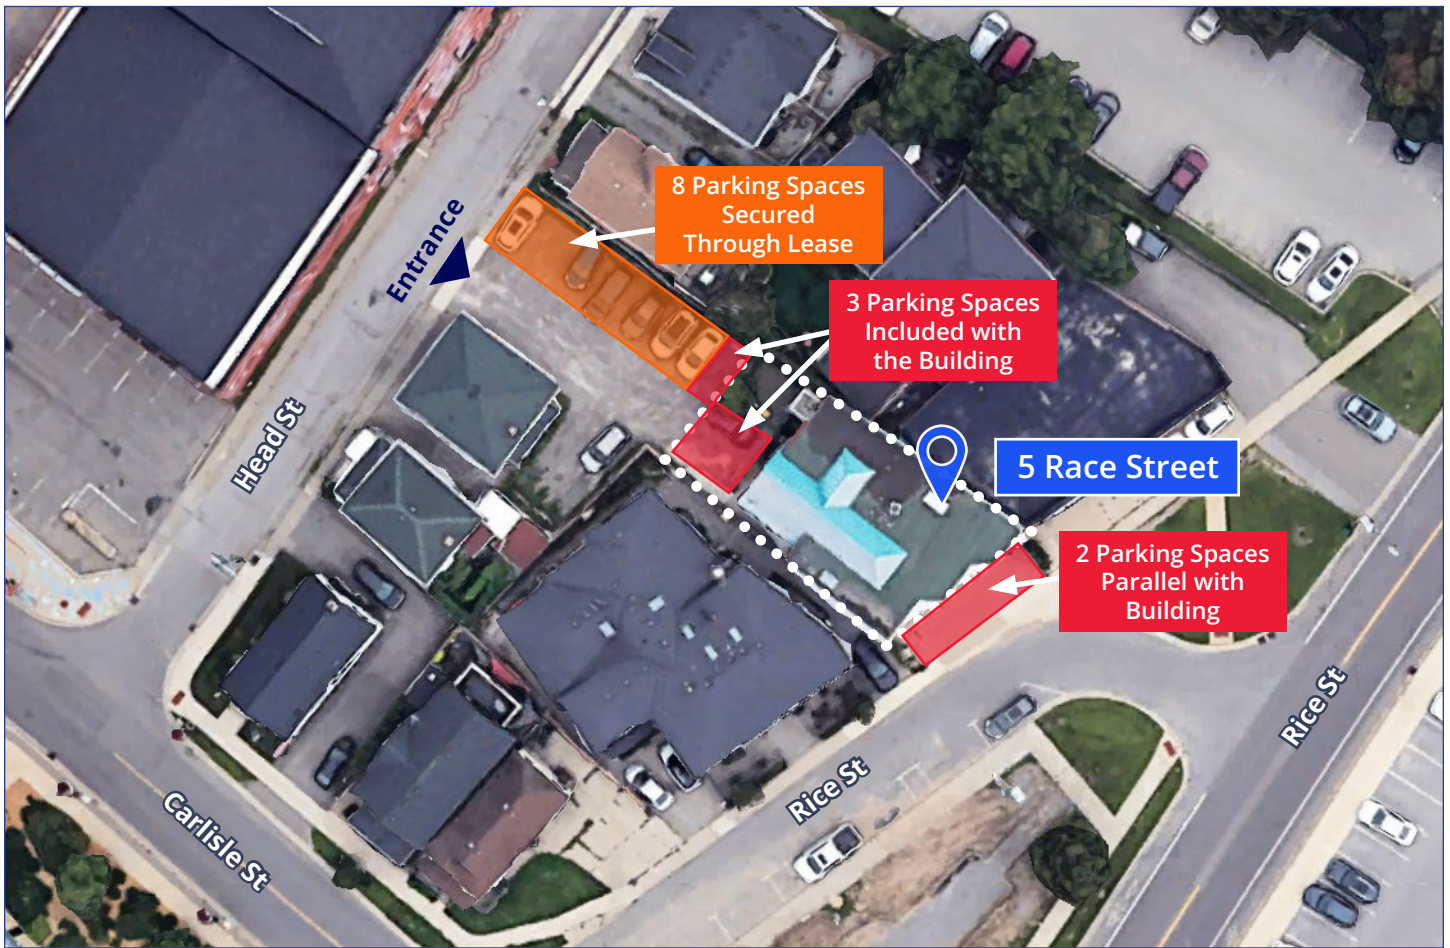 8 Parking Spaces
Secured
Through Lease
Entrance
3 Parking Spaces
Included with
the Building
Head St
5 Race Street
2 Parking Spaces
Parallel with
Building
Rice St
Rice St
Carlisle St